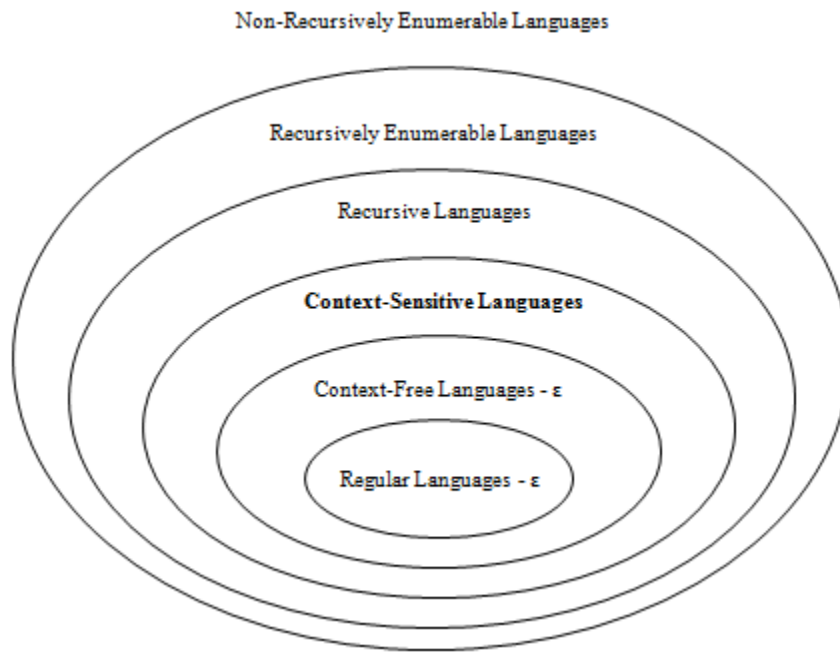 Non-Recursively Enumerable Languages
Recursively Enumerable Languages
Recursive Languages
Context-Sensitive Languages
Context-Free Languages - ε
Regular Languages - ε